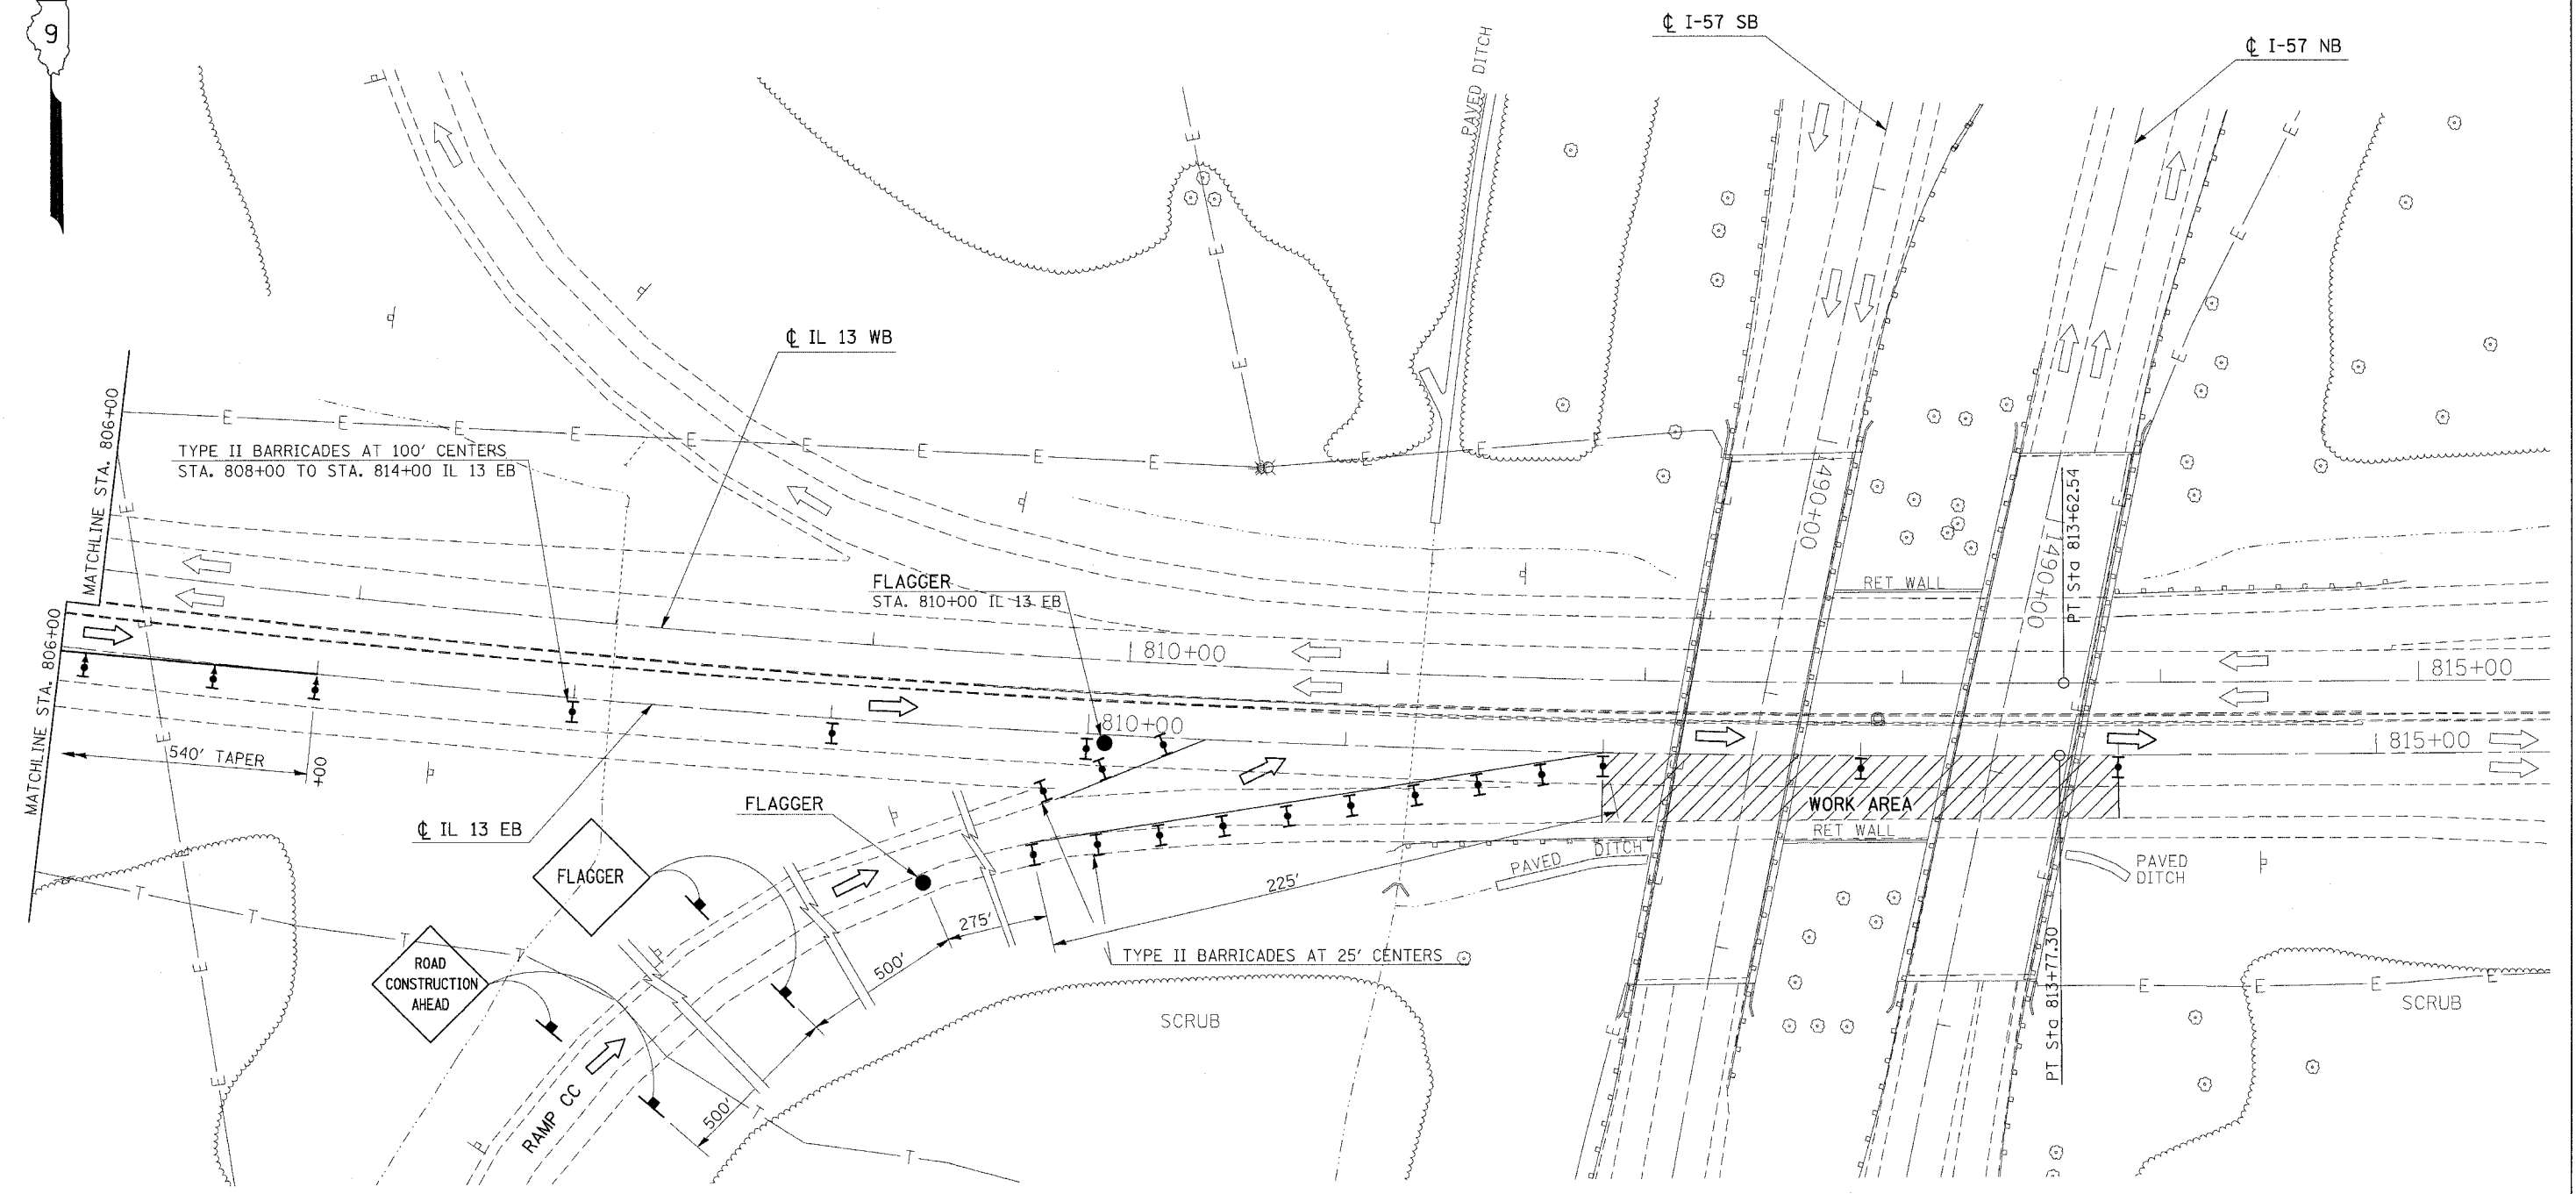 9
℄ I-57 SB
℄ I-57 NB
PAVED DITCH
℄ IL 13 WB
MATCHLINE STA. 806+00
TYPE II BARRICADES AT 100' CENTERS
STA. 808+00 TO STA. 814+00 IL 13 EB
E E E E E E E E E E E
E E E E
E E E
1490+00
1490+00
PT Sta 813+62.54
FLAGGER
STA. 810+00 IL 13 EB
RET WALL
MATCHLINE STA. 806+00
810+00
815+00
810+00
815+00
540' TAPER
+00
℄ IL 13 EB
FLAGGER
WORK AREA
RET WALL
PAVED DITCH
PAVED
DITCH
FLAGGER
225'
275'
500'
500'
ROAD
CONSTRUCTION
AHEAD
TYPE II BARRICADES AT 25' CENTERS
RAMP CC
SCRUB
SCRUB
PT Sta 813+77.30
T T T T T
E E E E
E E E